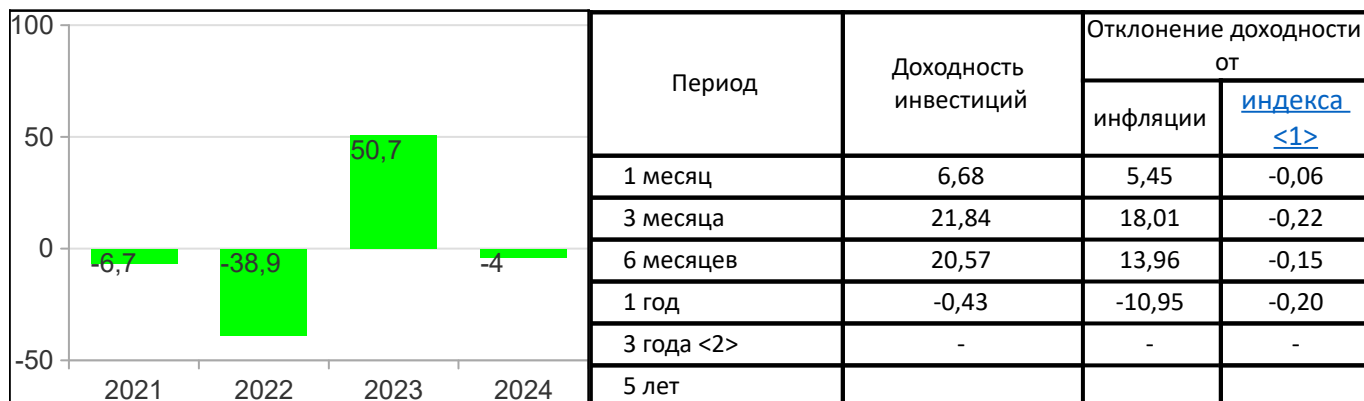 100
50
0
-50
50,7
-6,7
-38,9
-4
2021 2022 2023 2024
Период
Доходность
инвестиций
Отклонение доходности
от
инфляции
индекса
<1>
1 месяц 6,68 5,45 -0,06
3 месяца 21,84 18,01 -0,22
6 месяцев 20,57 13,96 -0,15
1 год -0,43 -10,95 -0,20
3 года <2> - - -
5 лет